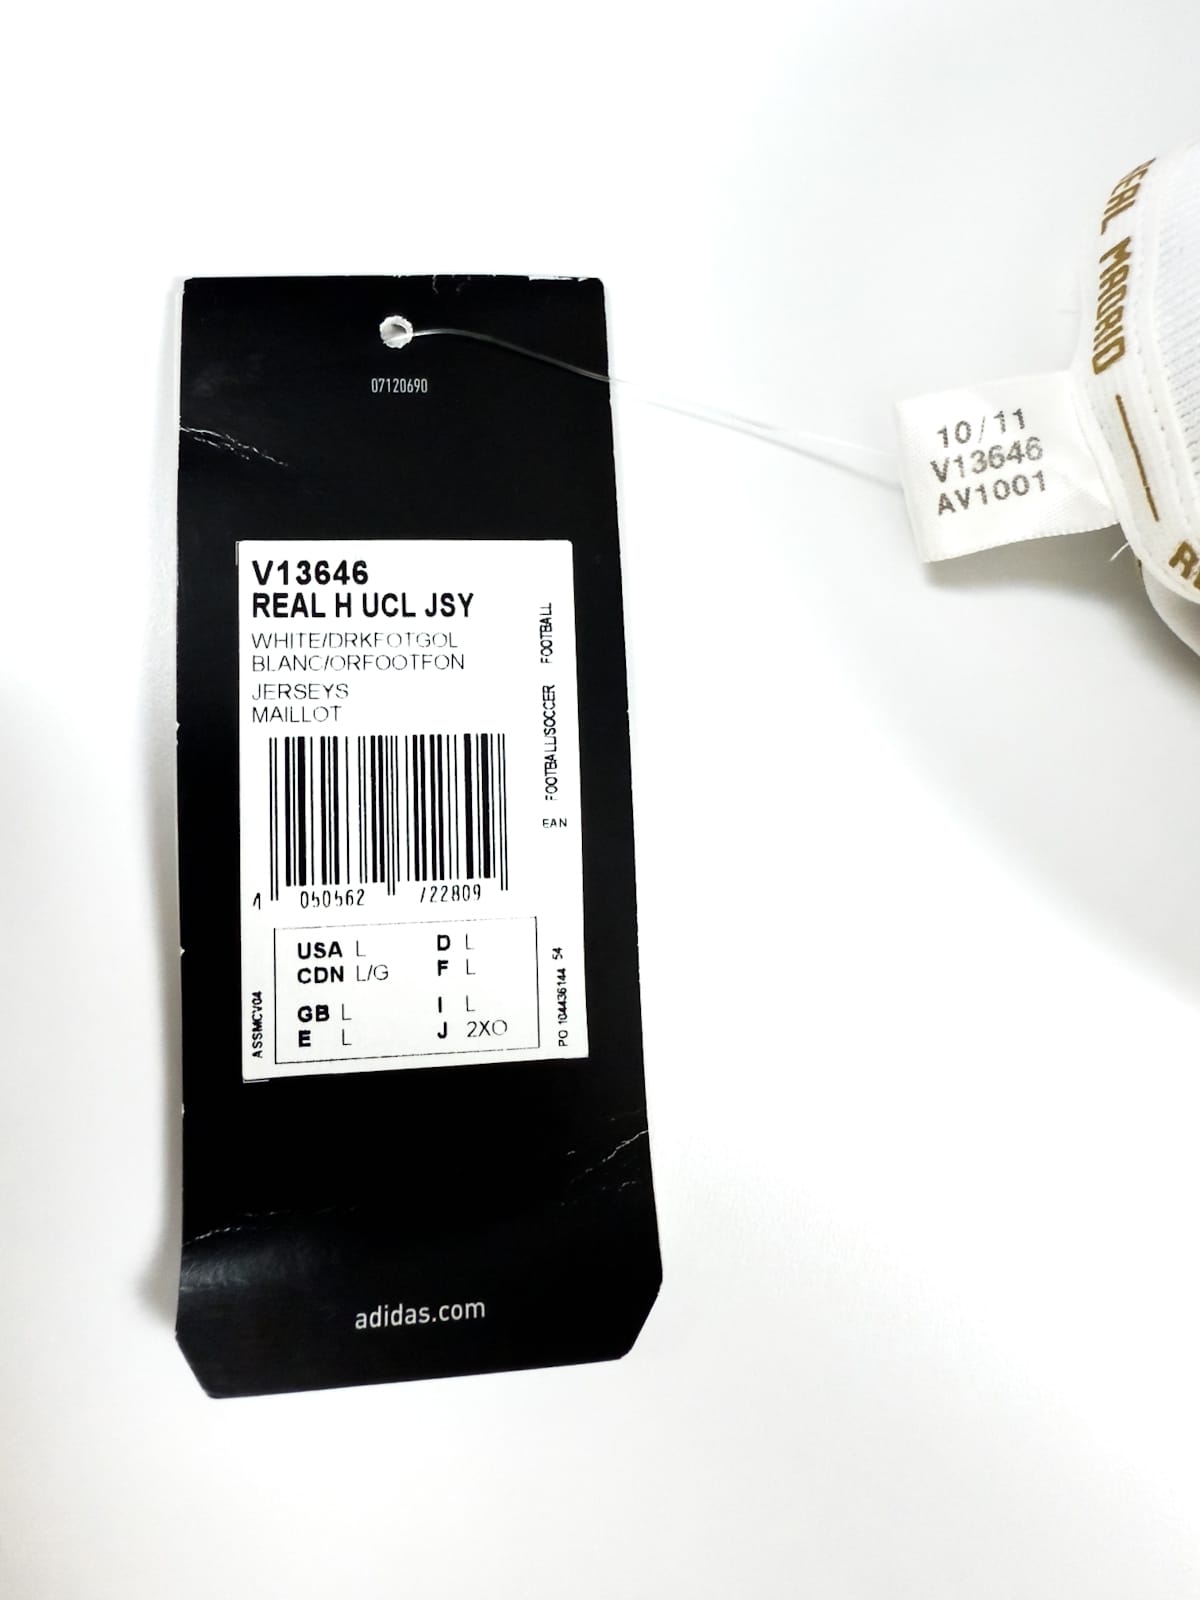 07120690
V13646
REAL H UCL JSY
WHITE/DRKFOTGOL
BLANC/ORFOOTFON
JERSEYS
MAILLOT
FOOTBALL/SOCCER FOOTBALL
EAN
4 050562 722809
USA L
CDN L/G
GB L
E L
D L
F L
I L
J 2XO
ASSMCV04
PO 104436144 54
adidas.com
REAL MADRID
10/11
V13646
AV1001